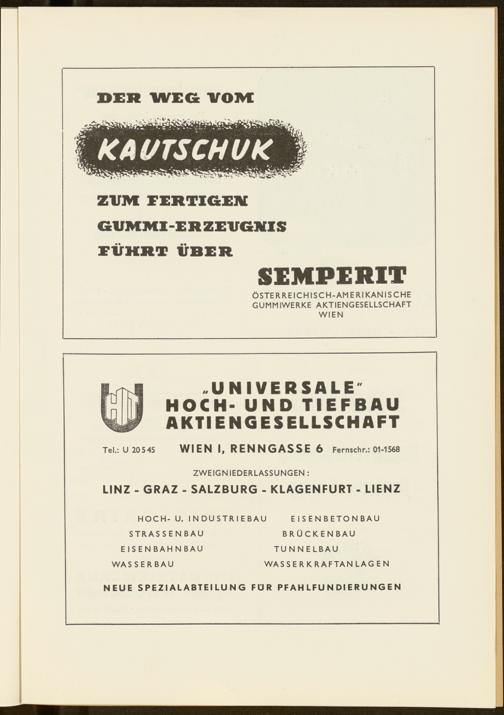 DER WEG VOM
KAUTSCHUK
ZUM FERTIGEN
GUMMI-ERZEUGNIS
FÜHRT ÜBER
SEMPERIT
ÖSTERREICHISCH-AMERIKANISCHE
GUMMIWERKE AKTIENGESELLSCHAFT
WIEN
HTU
„UNIVERSALE"
HOCH- UND TIEFBAU
AKTIENGESELLSCHAFT
Tel.: U 20545 WIEN I, RENNGASSE 6 Fernschr.: 01-1568
ZWEIGNIEDERLASSUNGEN:
LINZ - GRAZ - SALZBURG - KLAGENFURT - LIENZ
HOCH- U. INDUSTRIEBAU EISENBETONBAU
STRASSENBAU BRÜCKENBAU
EISENBAHNBAU TUNNELBAU
WASSERBAU WASSERKRAFTANLAGEN
NEUE SPEZIALABTEILUNG FÜR PFAHLFUNDIERUNGEN